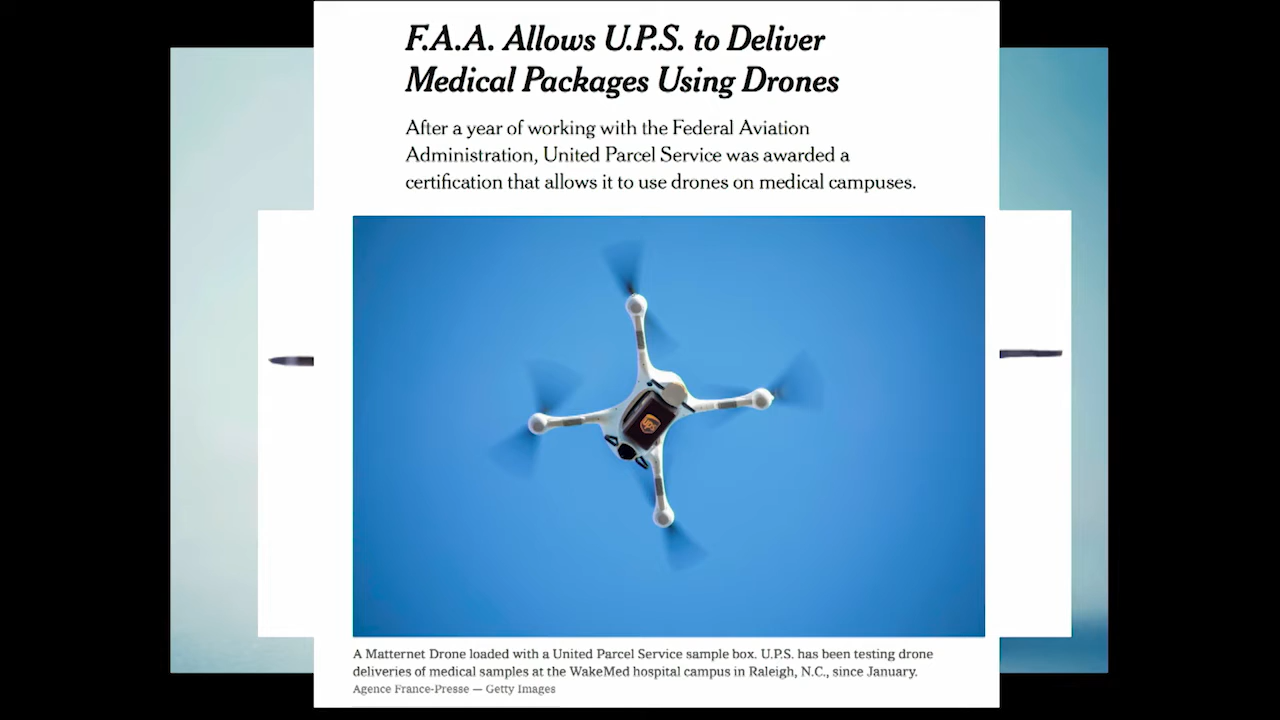 F.A.A. Allows U.P.S. to Deliver
Medical Packages Using Drones
After a year of working with the Federal Aviation
Administration, United Parcel Service was awarded a
certification that allows it to use drones on medical campuses.
ups
A Matternet Drone loaded with a United Parcel Service sample box. U.P.S. has been testing drone
deliveries of medical samples at the WakeMed hospital campus in Raleigh, N.C., since January.
Agence France-Presse — Getty Images